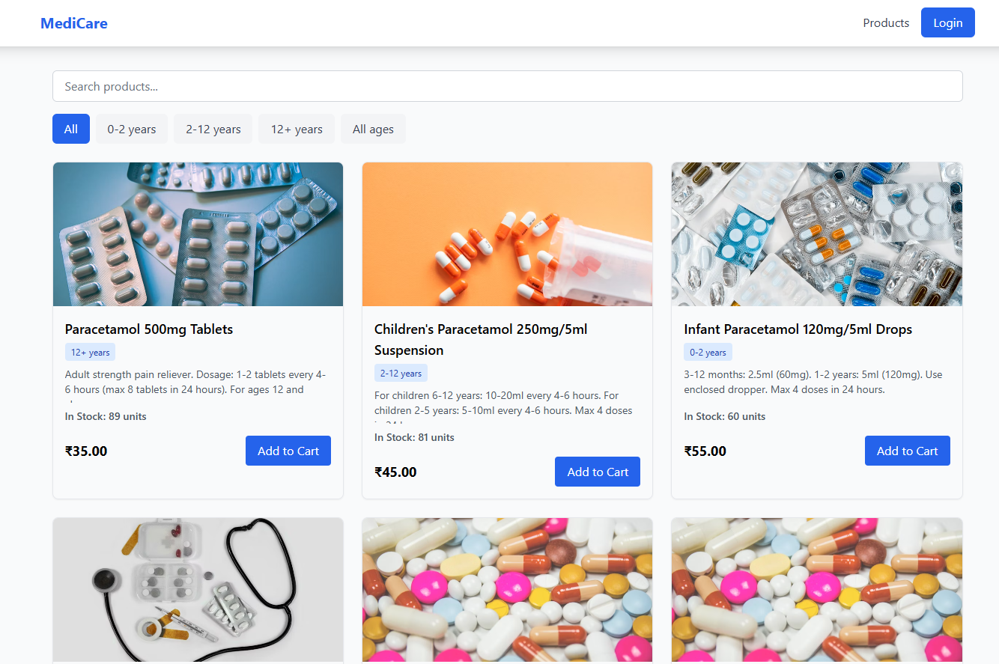 MediCare
Products
Login
Search products...
All
0-2 years
2-12 years
12+ years
All ages
Paracetamol 500mg Tablets
12+ years
Adult strength pain reliever. Dosage: 1-2 tablets every 4-
6 hours (max 8 tablets in 24 hours). For ages 12 and
In Stock: 89 units
₹35.00
Add to Cart
Children's Paracetamol 250mg/5ml
Suspension
2-12 years
For children 6-12 years: 10-20ml every 4-6 hours. For
children 2-5 years: 5-10ml every 4-6 hours. Max 4 doses
In Stock: 81 units
₹45.00
Add to Cart
Infant Paracetamol 120mg/5ml Drops
0-2 years
3-12 months: 2.5ml (60mg). 1-2 years: 5ml (120mg). Use
enclosed dropper. Max 4 doses in 24 hours.
In Stock: 60 units
₹55.00
Add to Cart